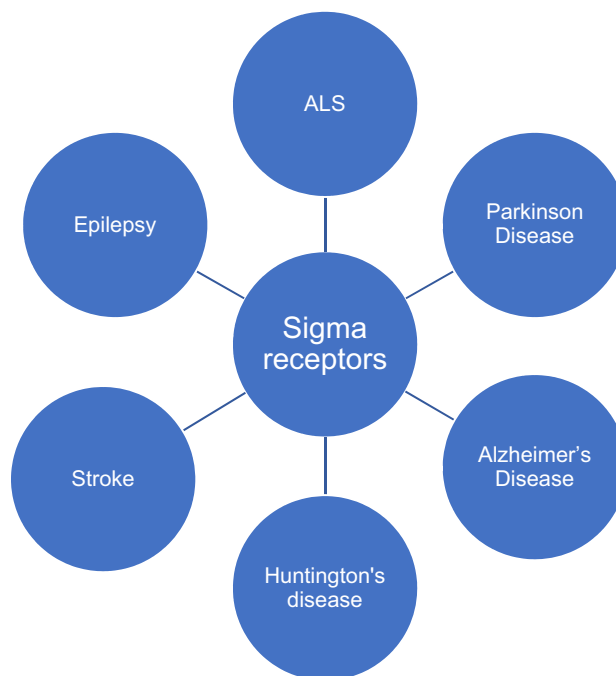 ALS
Epilepsy
Parkinson
Disease
Sigma
receptors
Stroke
Alzheimer’s
Disease
Huntington's
disease